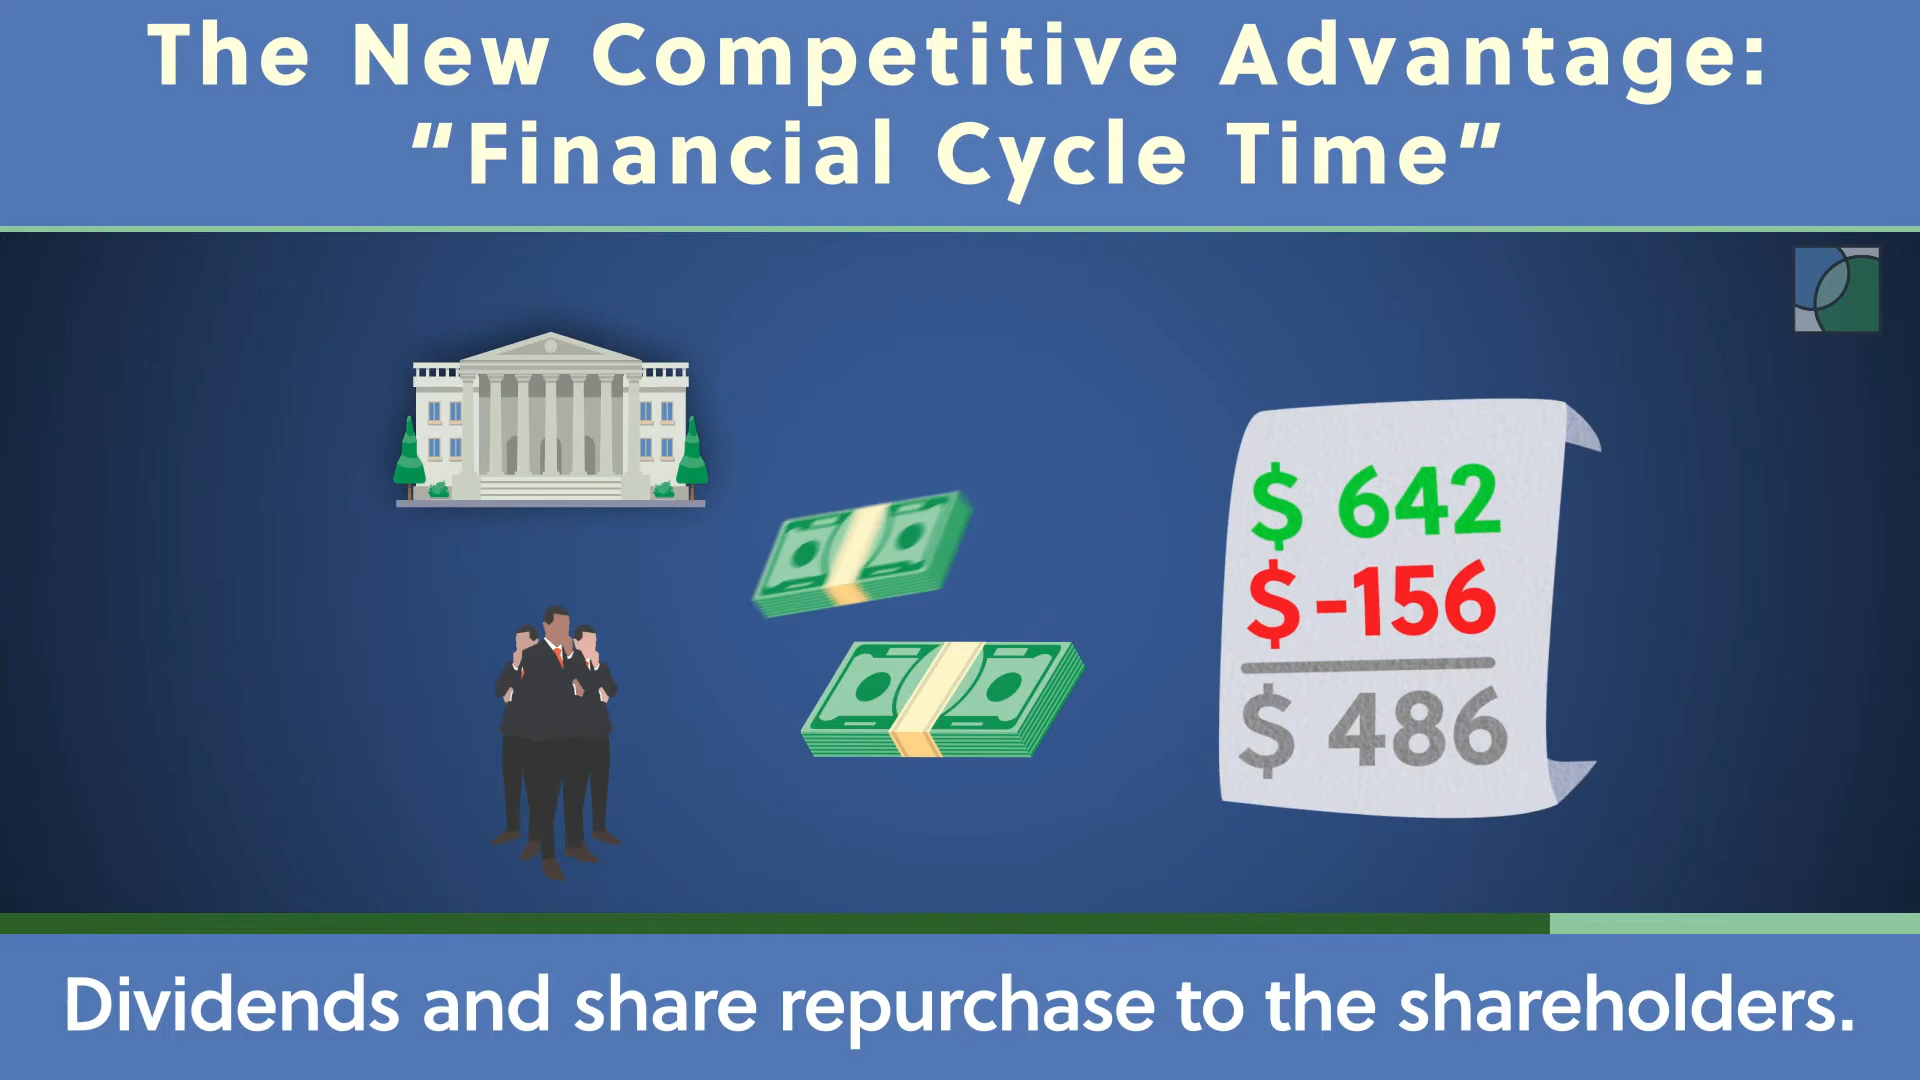 The New Competitive Advantage:
“Financial Cycle Time”
$ 642
$ -156
$ 486
Dividends and share repurchase to the shareholders.